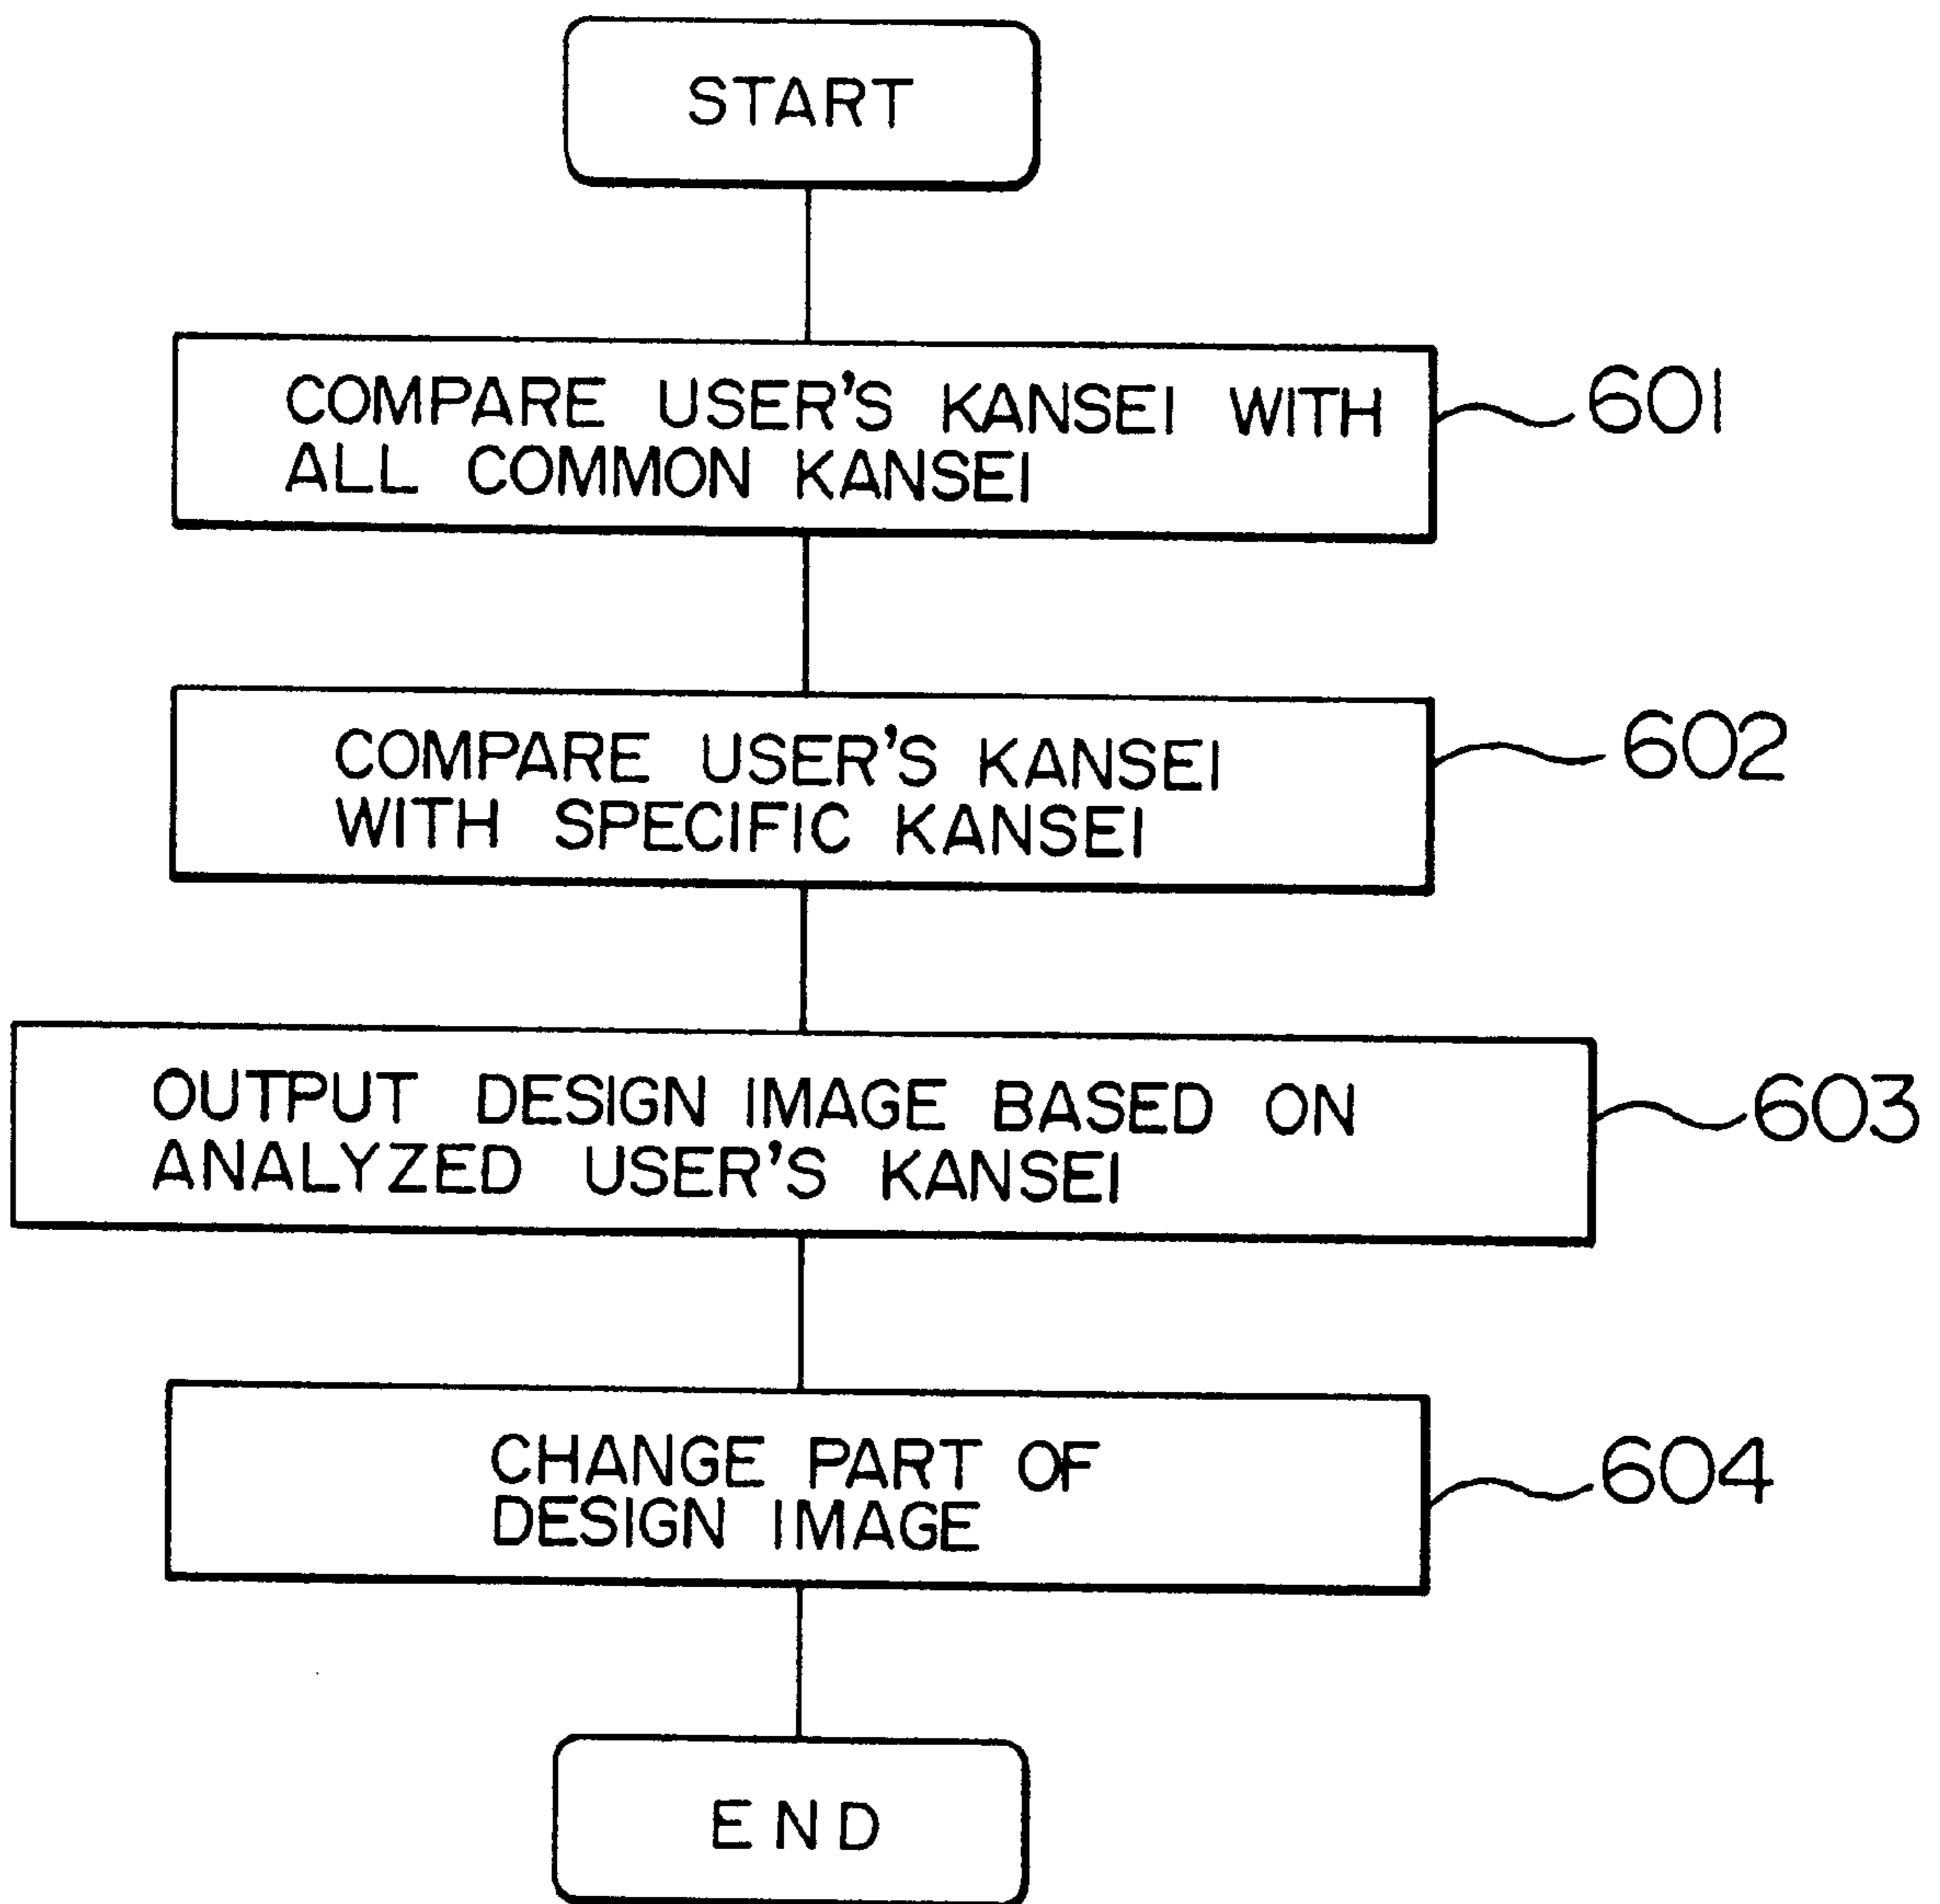 START
COMPARE USER'S KANSEI WITH
ALL COMMON KANSEI
601
COMPARE USER'S KANSEI
WITH SPECIFIC KANSEI
602
OUTPUT DESIGN IMAGE BASED ON
ANALYZED USER'S KANSEI
603
CHANGE PART OF
DESIGN IMAGE
604
END